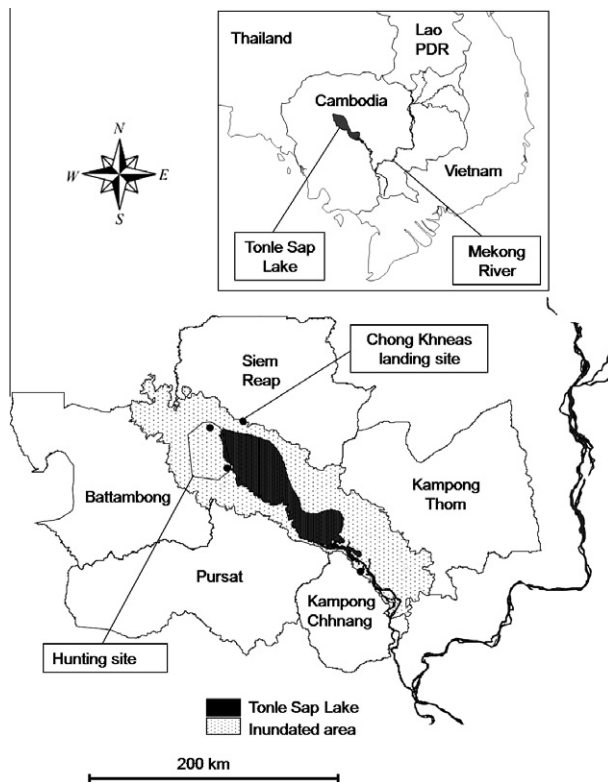 Thailand
Lao
PDR
Cambodia
Vietnam
Tonle Sap
Lake
Mekong
River
N
W
E
S
Chong Khneas
landing site
Siem
Reap
Battambong
Kampong
Thom
Pursat
Kampong
Chhnang
Hunting site
Tonle Sap Lake
Inundated area
200 km